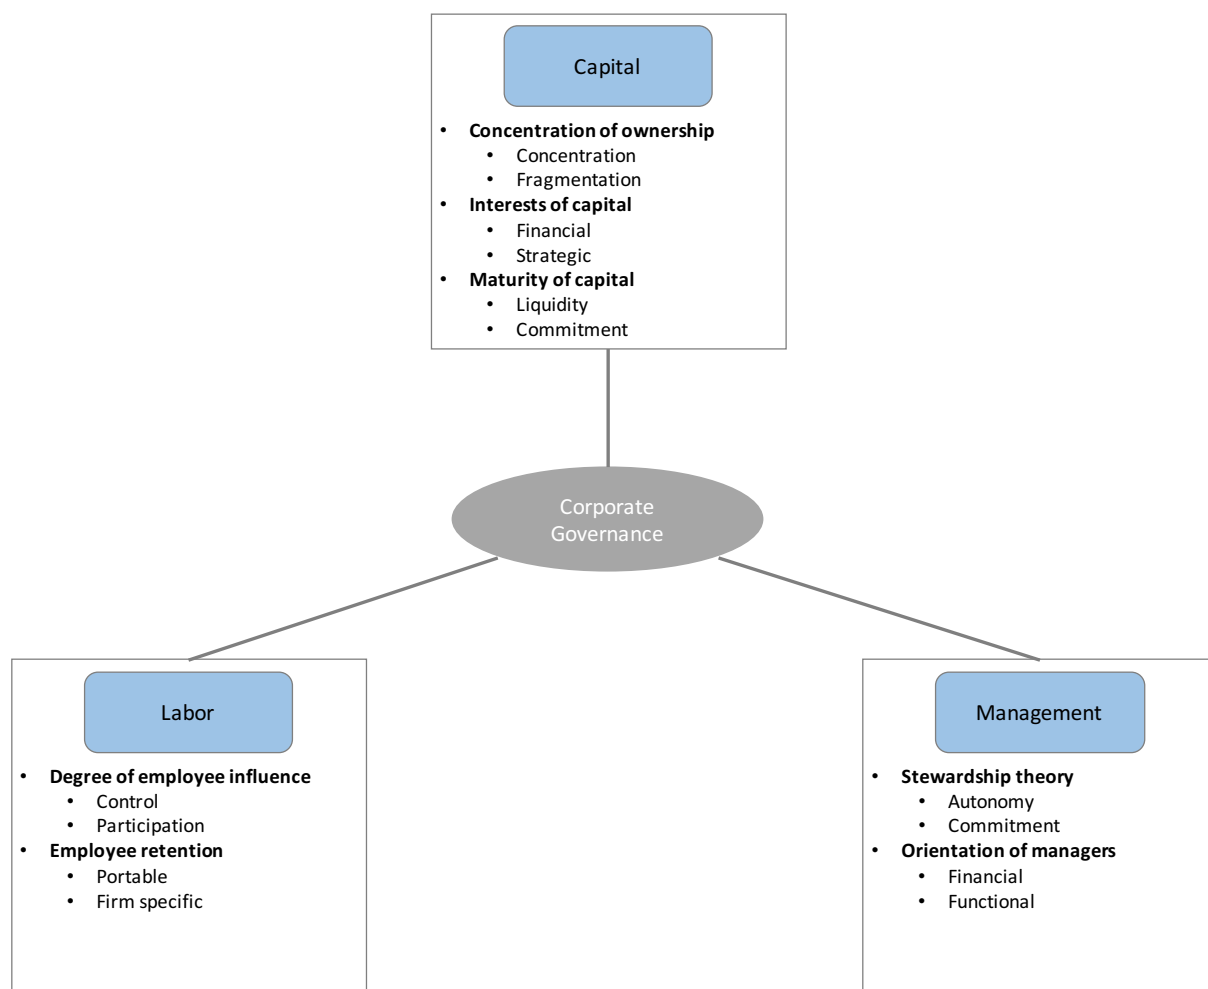 Capital
• Concentration of ownership
• Concentration
• Fragmentation
• Interests of capital
• Financial
• Strategic
• Maturity of capital
• Liquidity
• Commitment
Corporate
Governance
Labor
• Degree of employee influence
• Control
• Participation
• Employee retention
• Portable
• Firm specific
Management
• Stewardship theory
• Autonomy
• Commitment
• Orientation of managers
• Financial
• Functional